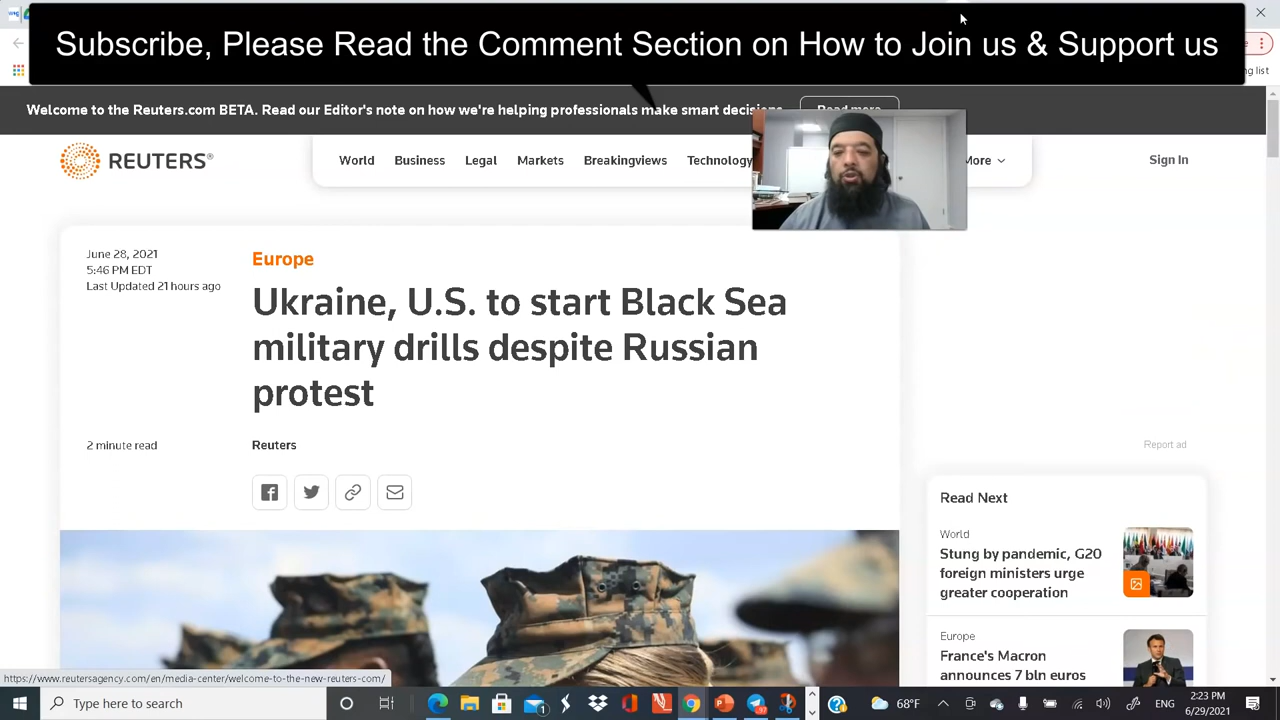 Subscribe, Please Read the Comment Section on How to Join us & Support us
ng list
Welcome to the Reuters.com BETA. Read our Editor's note on how we're helping professionals make smart decisions.
Read more
REUTERS®
World Business Legal Markets Breakingviews Technology
More
Sign In
June 28, 2021
5:46 PM EDT
Last Updated 21 hours ago
Europe
Ukraine, U.S. to start Black Sea
military drills despite Russian
protest
2 minute read
Reuters
Report ad
Read Next
World
Stung by pandemic, G20
foreign ministers urge
greater cooperation
Europe
France's Macron
announces 7 bln euros
https://www.reutersagency.com/en/media-center/welcome-to-the-new-reuters-com/
Type here to search
68°F
2:23 PM
6/29/2021